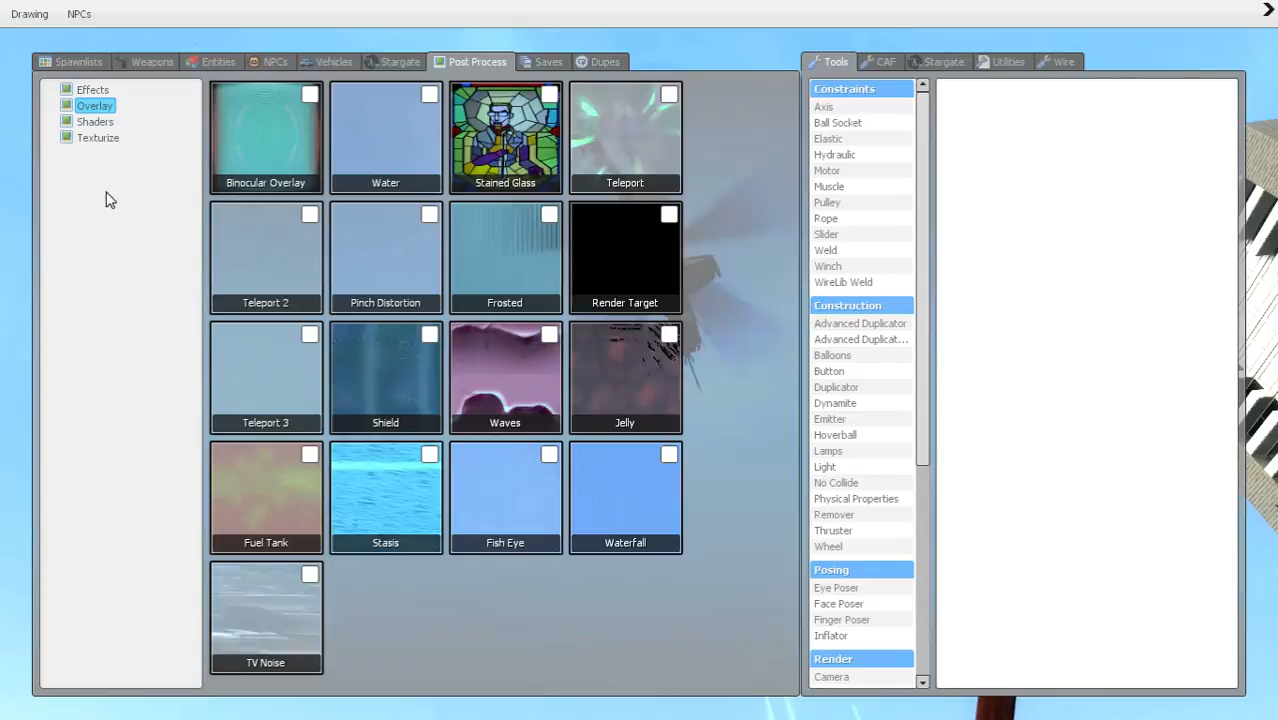 Drawing NPCs
Spawnlists Weapons Entities NPCs Vehicles Stargate Post Process Saves Dupes
Tools CAF Stargate Utilities Wire
Effects
Overlay
Shaders
Texturize
Binocular Overlay
Water
Stained Glass
Teleport
Teleport 2
Pinch Distortion
Frosted
Render Target
Teleport 3
Shield
Waves
Jelly
Fuel Tank
Stasis
Fish Eye
Waterfall
TV Noise
Constraints
Axis
Ball Socket
Elastic
Hydraulic
Motor
Muscle
Pulley
Rope
Slider
Weld
Winch
WireLib Weld
Construction
Advanced Duplicator
Advanced Duplicat...
Balloons
Button
Duplicator
Dynamite
Emitter
Hoverball
Lamps
Light
No Collide
Physical Properties
Remover
Thruster
Wheel
Posing
Eye Poser
Face Poser
Finger Poser
Inflator
Render
Camera